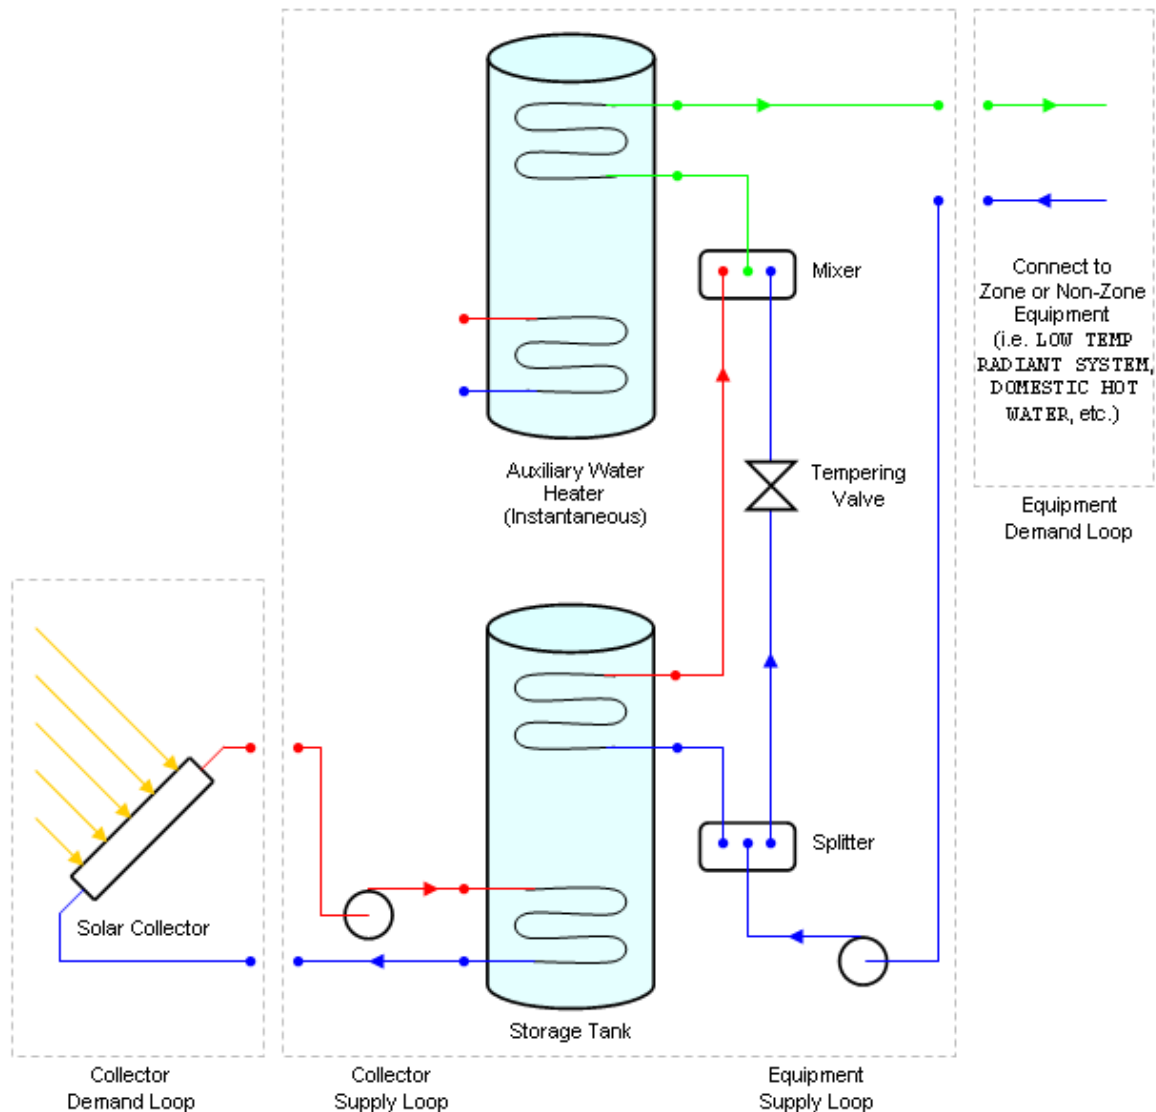 Mixer
Connect to
Zone or Non-Zone
Equipment
(i.e. LOW TEMP
RADIANT SYSTEM,
DOMESTIC HOT
WATER, etc.)
Auxiliary Water
Heater
(Instantaneous)
Tempering
Valve
Equipment
Demand Loop
Splitter
Solar Collector
Storage Tank
Collector
Demand Loop
Collector
Supply Loop
Equipment
Supply Loop